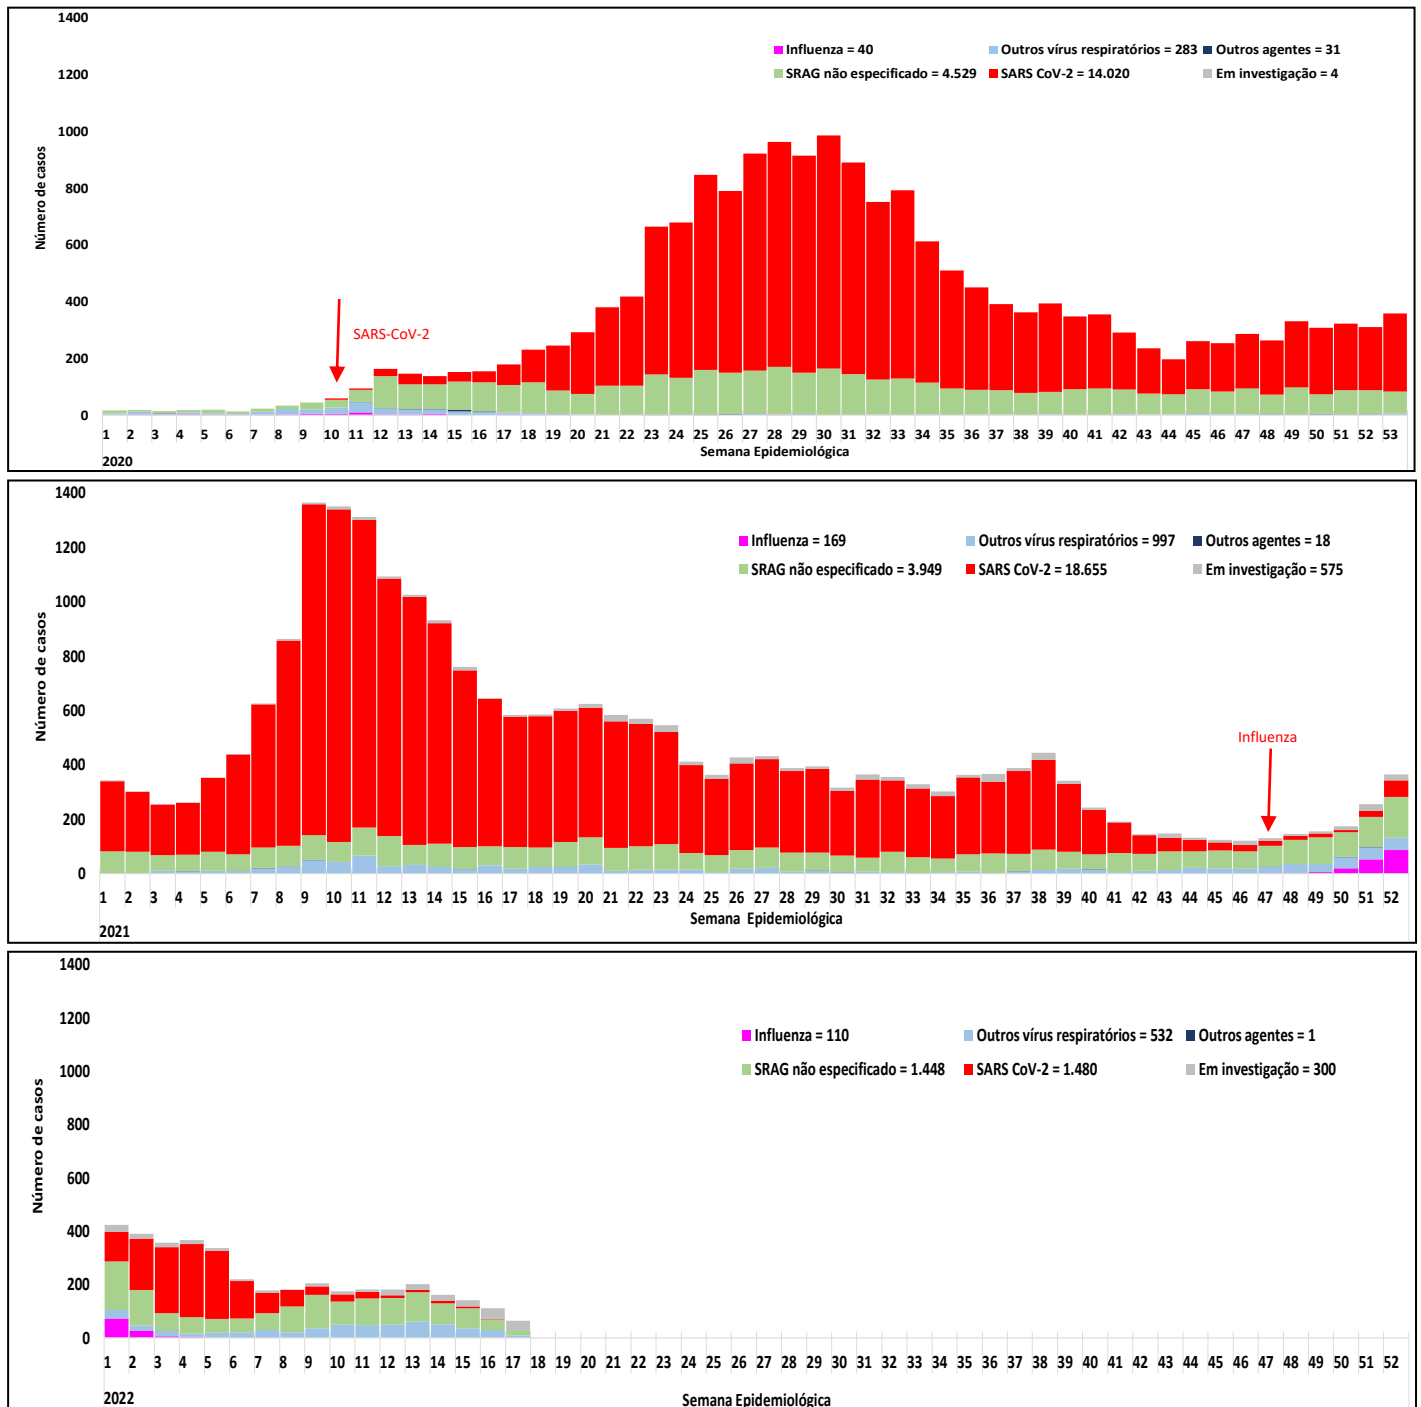 1400
1200
1000
800
600
400
200
0
Número de casos
Influenza = 40 Outros vírus respiratórios = 283 Outros agentes = 31
SRAG não especificado = 4.529 SARS CoV-2 = 14.020 Em investigação = 4
SARS-CoV-2
1 2 3 4 5 6 7 8 9 10 11 12 13 14 15 16 17 18 19 20 21 22 23 24 25 26 27 28 29 30 31 32 33 34 35 36 37 38 39 40 41 42 43 44 45 46 47 48 49 50 51 52 53
2020
Semana Epidemiológica
1400
1200
1000
800
600
400
200
0
Número de casos
Influenza = 169 Outros vírus respiratórios = 997 Outros agentes = 18
SRAG não especificado = 3.949 SARS CoV-2 = 18.655 Em investigação = 575
Influenza
1 2 3 4 5 6 7 8 9 10 11 12 13 14 15 16 17 18 19 20 21 22 23 24 25 26 27 28 29 30 31 32 33 34 35 36 37 38 39 40 41 42 43 44 45 46 47 48 49 50 51 52
2021
Semana Epidemiológica
1400
1200
1000
800
600
400
200
0
Número de casos
Influenza = 110 Outros vírus respiratórios = 532 Outros agentes = 1
SRAG não especificado = 1.448 SARS CoV-2 = 1.480 Em investigação = 300
1 2 3 4 5 6 7 8 9 10 11 12 13 14 15 16 17 18 19 20 21 22 23 24 25 26 27 28 29 30 31 32 33 34 35 36 37 38 39 40 41 42 43 44 45 46 47 48 49 50 51 52
2022
Semana Epidemiológica